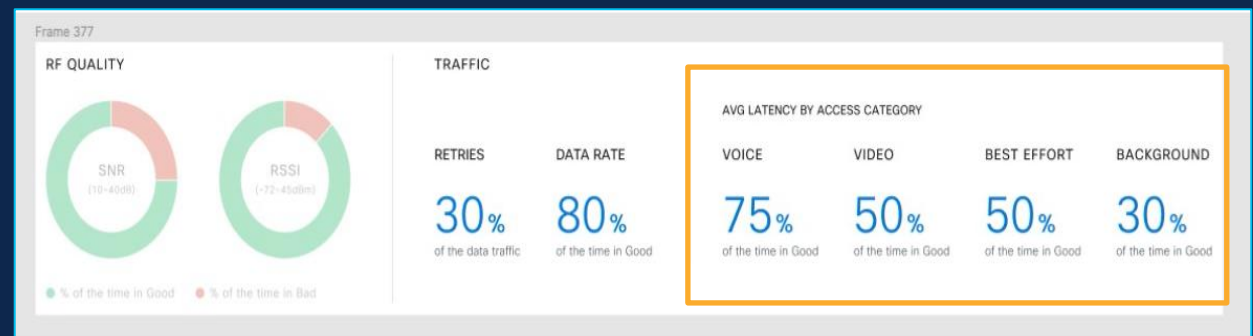 Frame 377
RF QUALITY
SNR
(10~40dB)
RSSI
(-72~-45dBm)
% of the time in Good
% of the time in Bad
TRAFFIC
RETRIES
30%
of the data traffic
DATA RATE
80%
of the time in Good
AVG LATENCY BY ACCESS CATEGORY
VOICE
75%
of the time in Good
VIDEO
50%
of the time in Good
BEST EFFORT
50%
of the time in Good
BACKGROUND
30%
of the time in Good